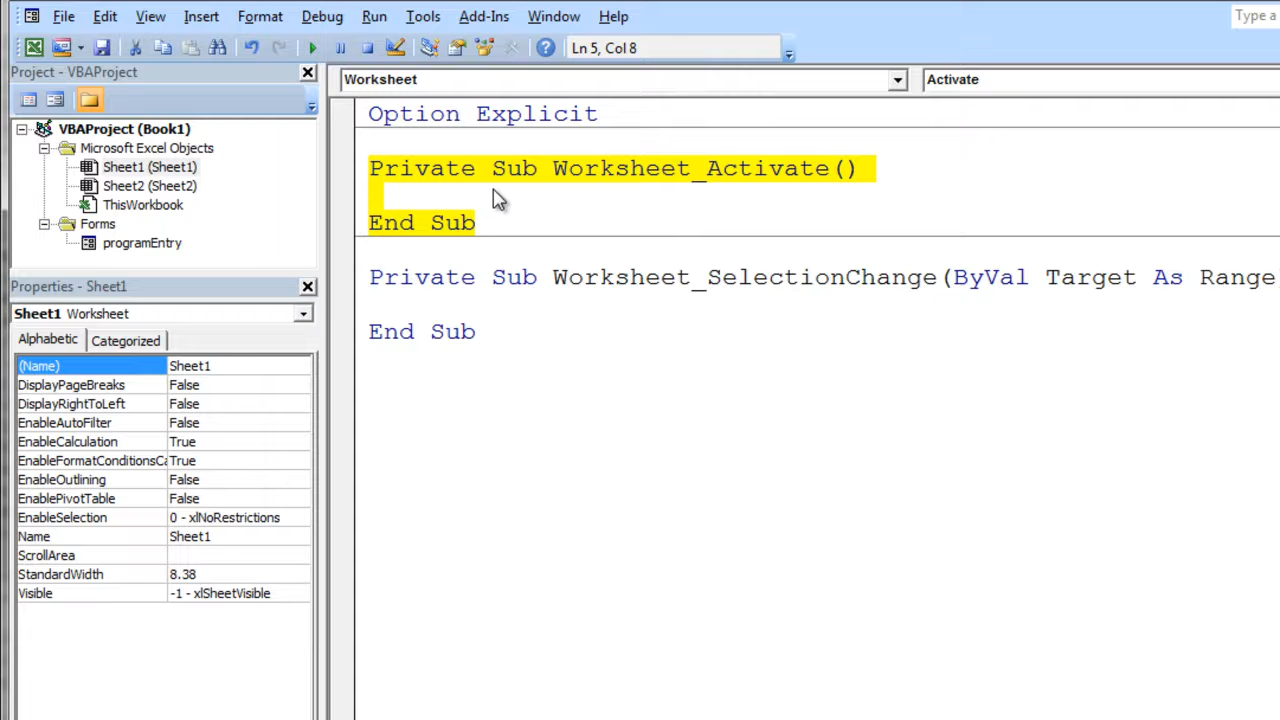 File Edit View Insert Format Debug Run Tools Add-Ins Window Help
Type a
Ln 5, Col 8
Project - VBAProject
VBAProject (Book1)
Microsoft Excel Objects
Sheet1 (Sheet1)
Sheet2 (Sheet2)
ThisWorkbook
Forms
programEntry
Properties - Sheet1
Sheet1 Worksheet
Alphabetic Categorized
(Name) Sheet1
DisplayPageBreaks False
DisplayRightToLeft False
EnableAutoFilter False
EnableCalculation True
EnableFormatConditionsCa True
EnableOutlining False
EnablePivotTable False
EnableSelection 0 - xlNoRestrictions
Name Sheet1
ScrollArea
StandardWidth 8.38
Visible -1 - xlSheetVisible
Worksheet Activate
Option Explicit
Private Sub Worksheet_Activate()
End Sub
Private Sub Worksheet_SelectionChange(ByVal Target As Range
End Sub